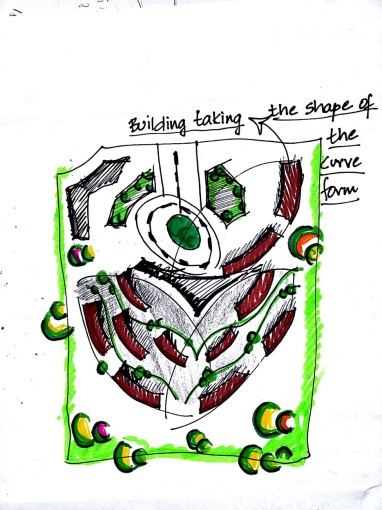 Building taking the shape of
the
curve
form